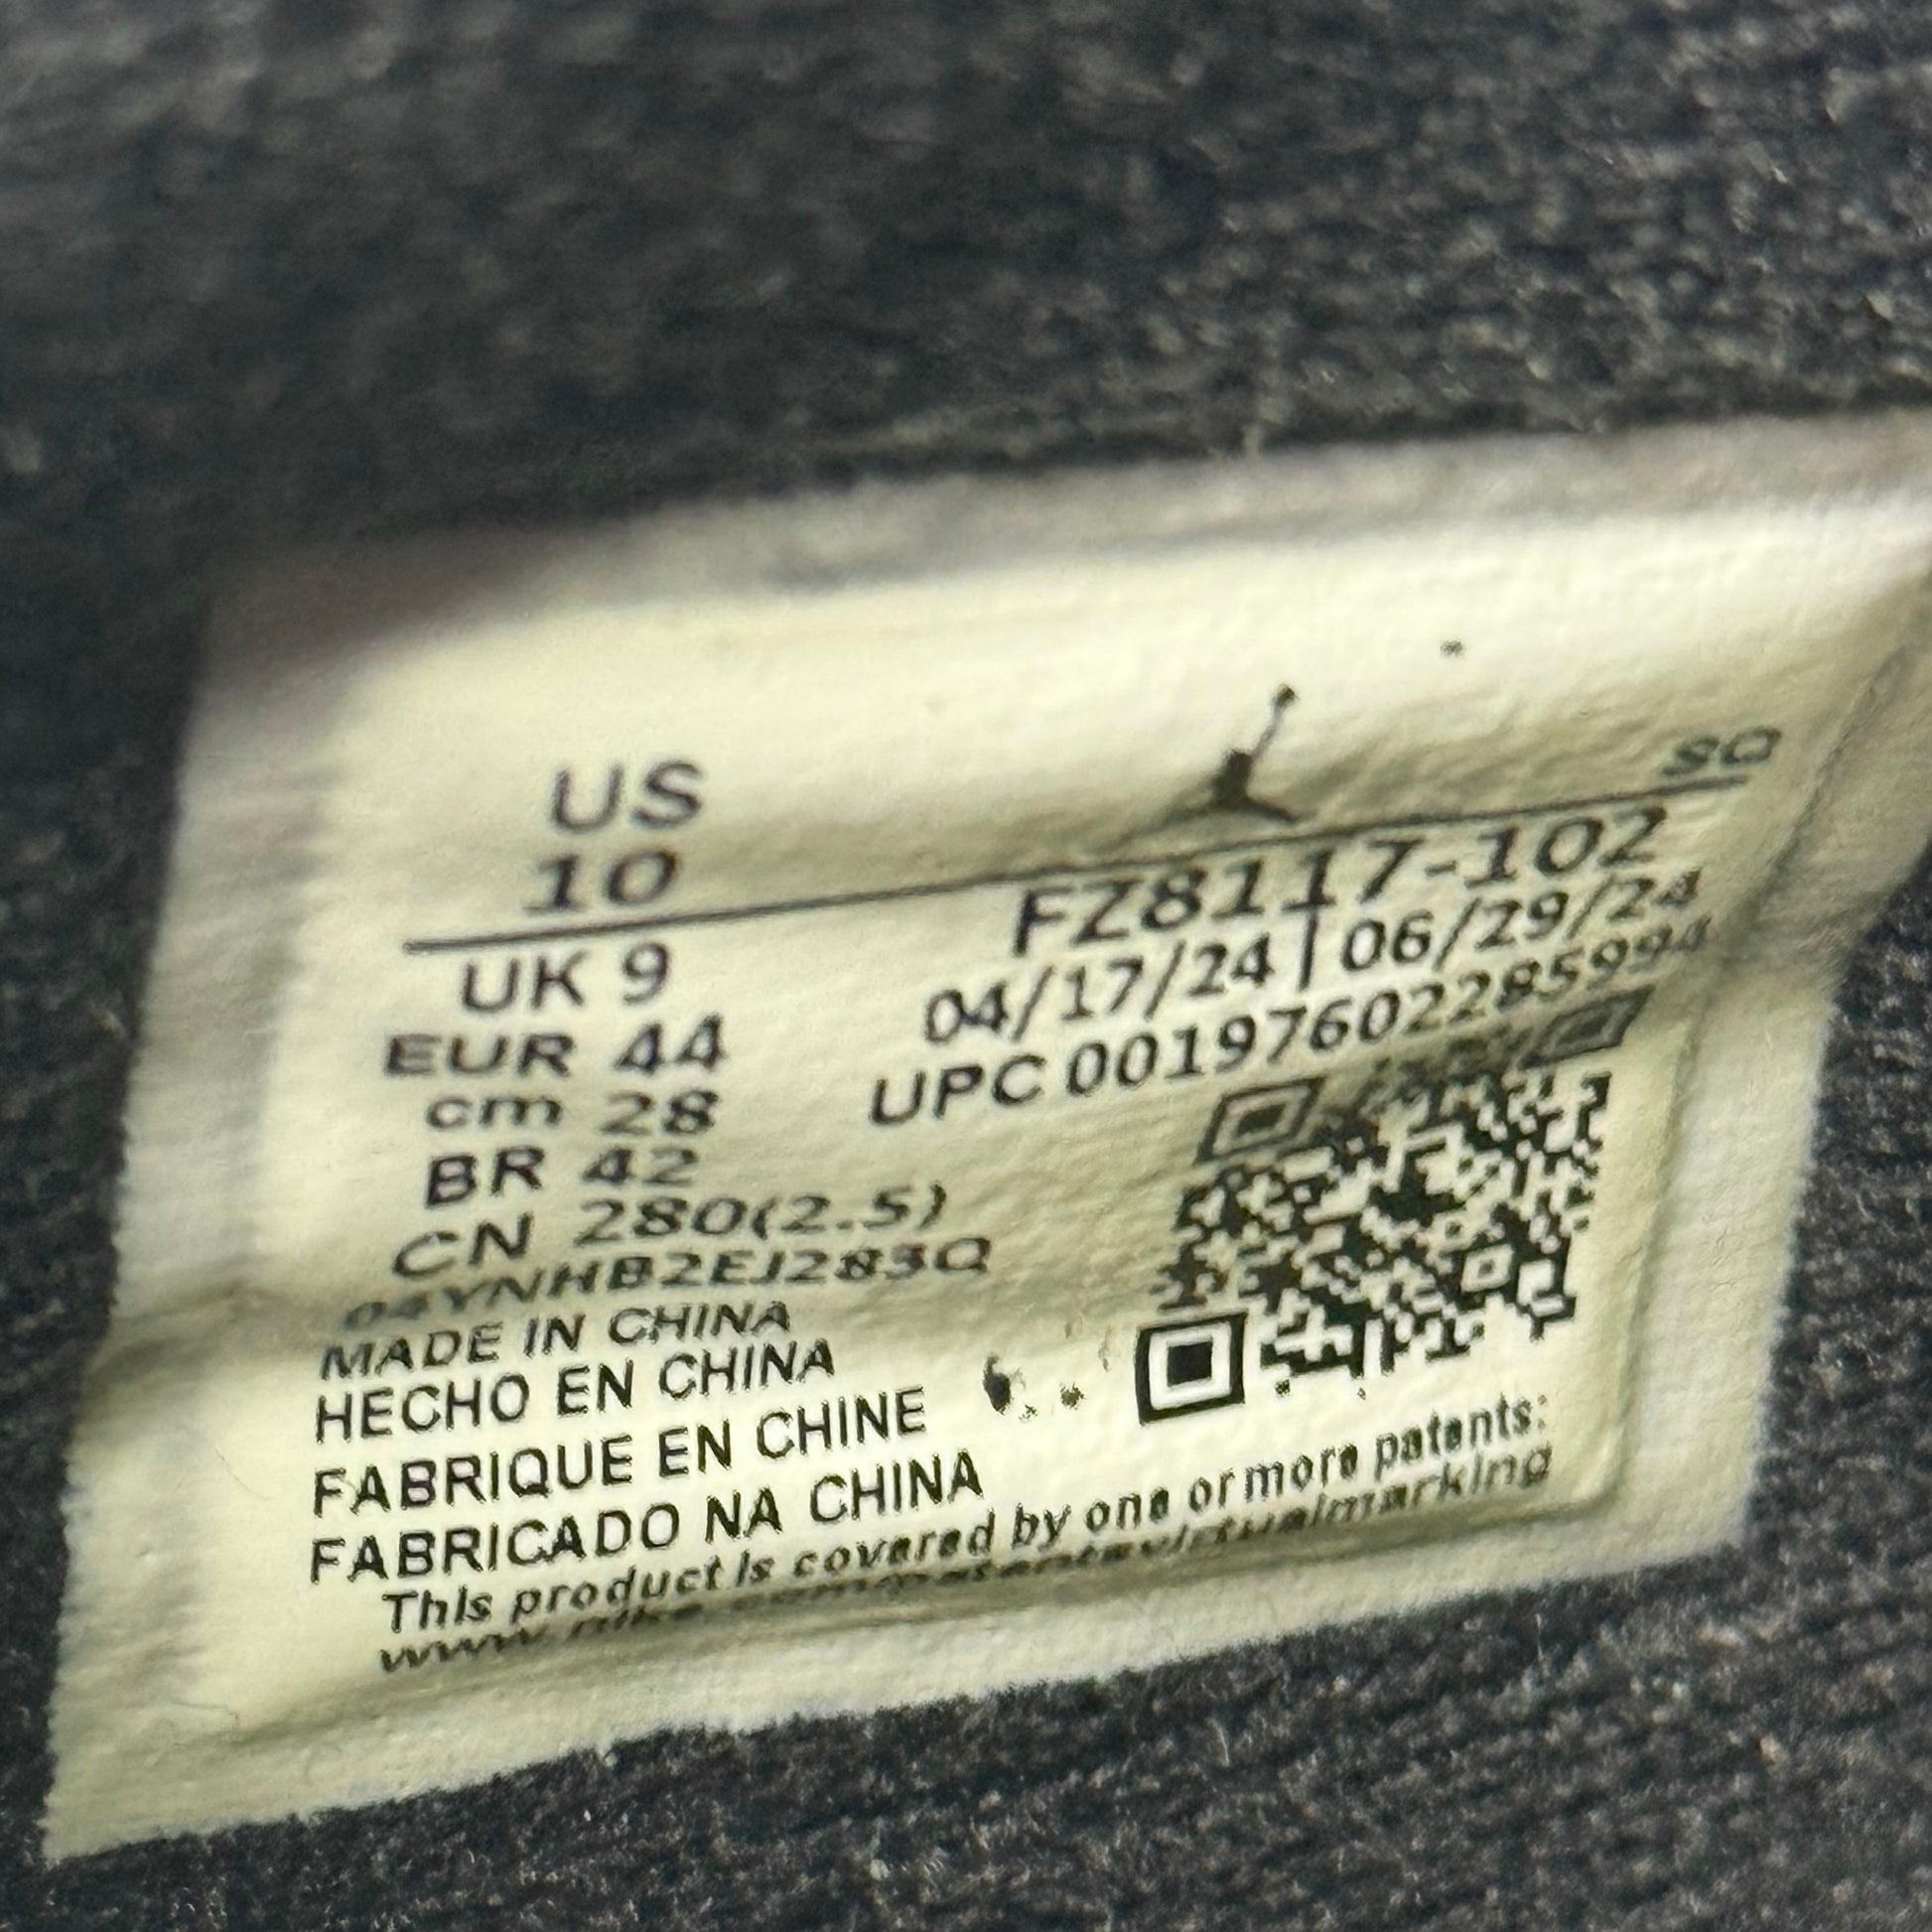 US
10
SQ
UK 9
EUR 44
cm 28
BR 42
CN 280(2.5)
FZ8117-102
04/17/24 | 06/29/24
UPC 00197602285994
04YNHB2EJ283Q
MADE IN CHINA
HECHO EN CHINA
FABRIQUE EN CHINE
FABRICADO NA CHINA
This product is covered by one or more patents: